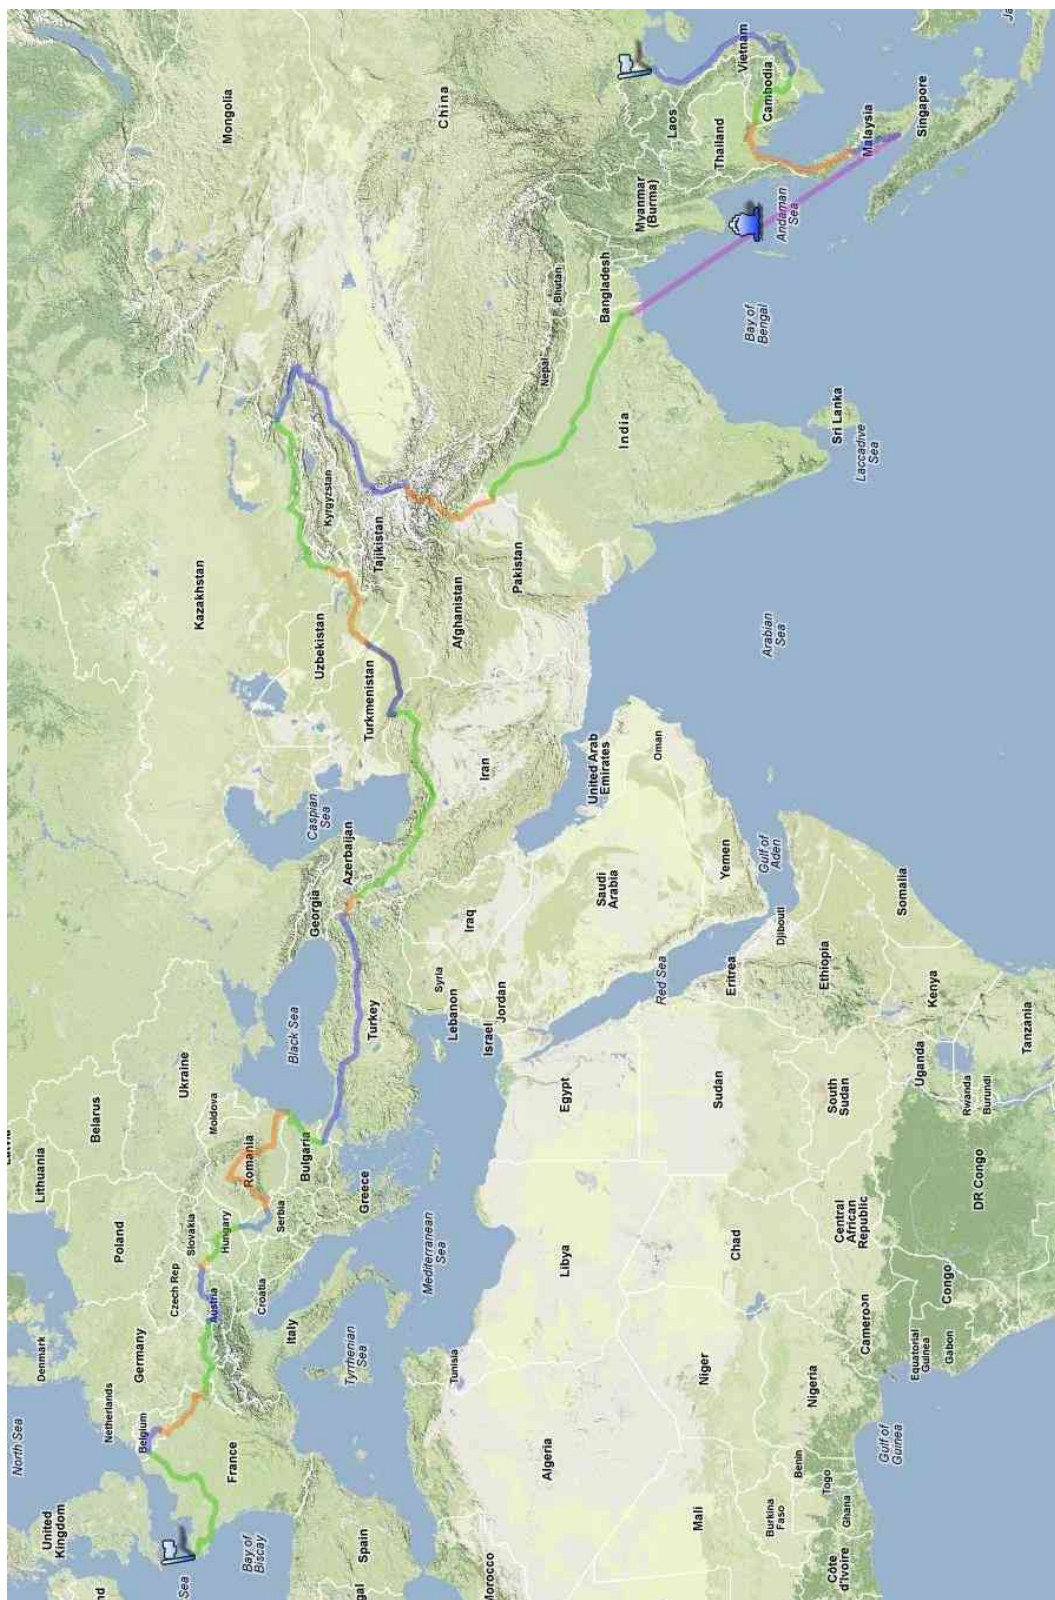 North Sea
Denmark
Latvia
Lithuania
Belarus
United
Kingdom
Netherlands
Belgium
Germany
Poland
Czech Rep
Slovakia
Ukraine
Moldova
Sea
Bay of
Biscay
France
Austria
Hungary
Croatia
Serbia
Romania
Bulgaria
Black Sea
Georgia
Azerbaijan
Caspian
Sea
Kazakhstan
Uzbekistan
Turkmenistan
Kyrgyzstan
Tajikistan
Mongolia
China
Spain
Italy
Tyrrhenian
Sea
Greece
Mediterranean
Sea
Turkey
Syria
Lebanon
Israel
Jordan
Iraq
Iran
Afghanistan
Pakistan
Nepal
Bhutan
Bangladesh
India
Myanmar
(Burma)
Laos
Thailand
Vietnam
Cambodia
Malaysia
Singapore
Morocco
Tunisia
Algeria
Libya
Egypt
Saudi
Arabia
United Arab
Emirates
Oman
Yemen
Red Sea
Gulf of
Aden
Arabian
Sea
Bay of
Bengal
Andaman
Sea
Sri Lanka
Laccadive
Sea
Mali
Niger
Chad
Sudan
Eritrea
Djibouti
Ethiopia
Somalia
Burkina
Faso
Benin
Togo
Ghana
Côte
d'Ivoire
Nigeria
Gulf of
Guinea
Cameroon
Central
African
Republic
South
Sudan
Equatorial
Guinea
Gabon
Congo
DR Congo
Uganda
Rwanda
Burundi
Kenya
Tanzania